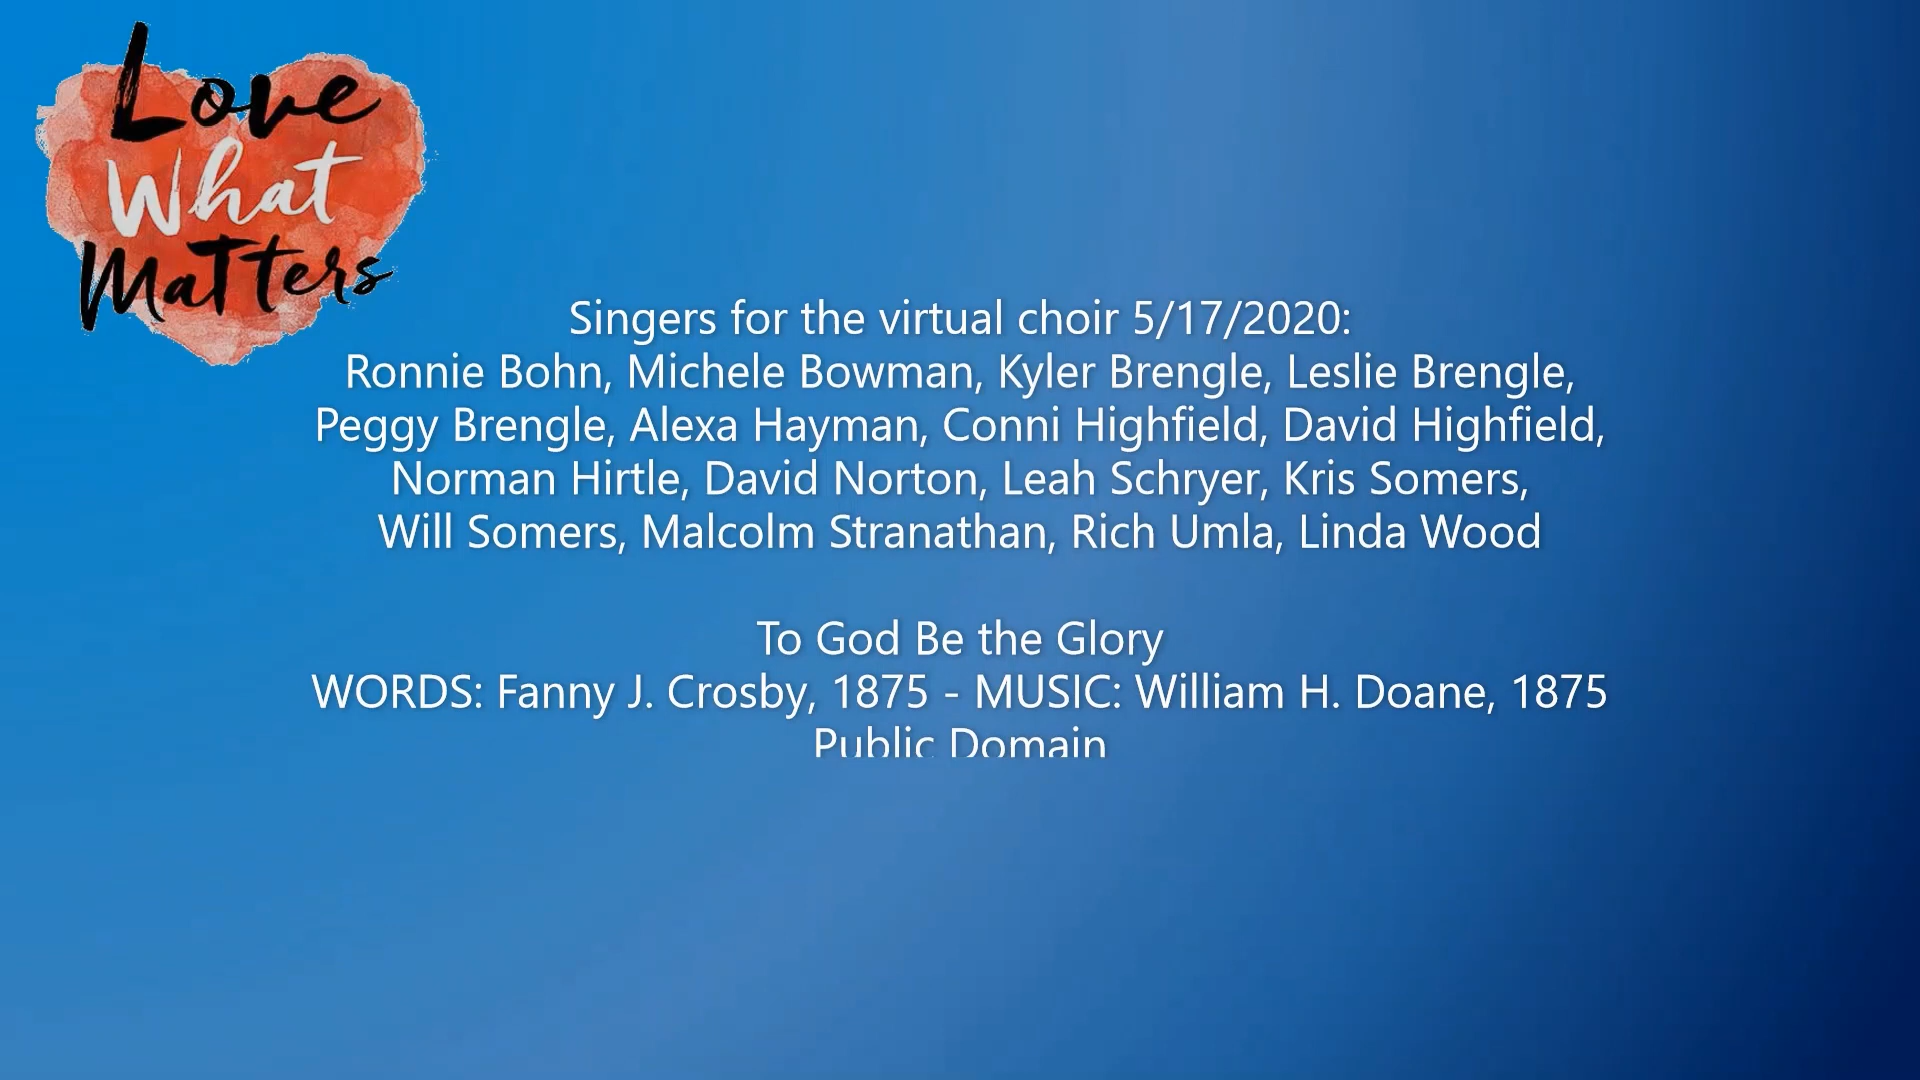 Love
What
Matters
Singers for the virtual choir 5/17/2020:
Ronnie Bohn, Michele Bowman, Kyler Brengle, Leslie Brengle,
Peggy Brengle, Alexa Hayman, Conni Highfield, David Highfield,
Norman Hirtle, David Norton, Leah Schryer, Kris Somers,
Will Somers, Malcolm Stranathan, Rich Umla, Linda Wood
To God Be the Glory
WORDS: Fanny J. Crosby, 1875 - MUSIC: William H. Doane, 1875
Public Domain